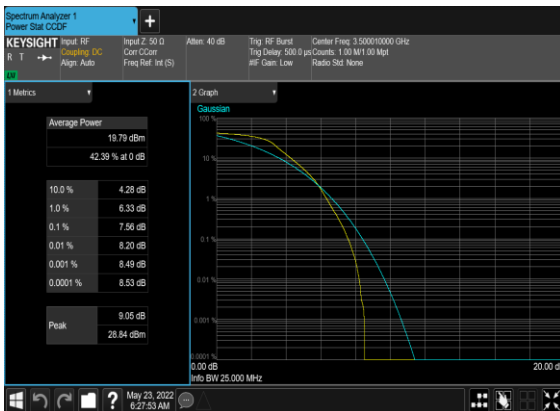 Spectrum Analyzer 1
Power Stat CCDF
KEYSIGHT
R T
LV
Input: RF
Coupling: DC
Align: Auto
Input Z: 50 Ω
Corr CCorr
Freq Ref: Int (S)
Atten: 40 dB
Trig: RF Burst
Trig Delay: 500.0 µs
#IF Gain: Low
Center Freq: 3.500010000 GHz
Counts: 1.00 M/1.00 Mpt
Radio Std: None
1 Metrics
Average Power
19.79 dBm
42.39 % at 0 dB
10.0 % 4.28 dB
1.0 % 6.33 dB
0.1 % 7.56 dB
0.01 % 8.20 dB
0.001 % 8.49 dB
0.0001 % 8.53 dB
Peak
9.05 dB
28.84 dBm
2 Graph
Gaussian
100 %
10 %
1 %
0.1 %
0.01 %
0.001 %
0.0001 %
0.00 dB
20.00 d
Info BW 25.000 MHz
May 23, 2022
6:27:53 AM